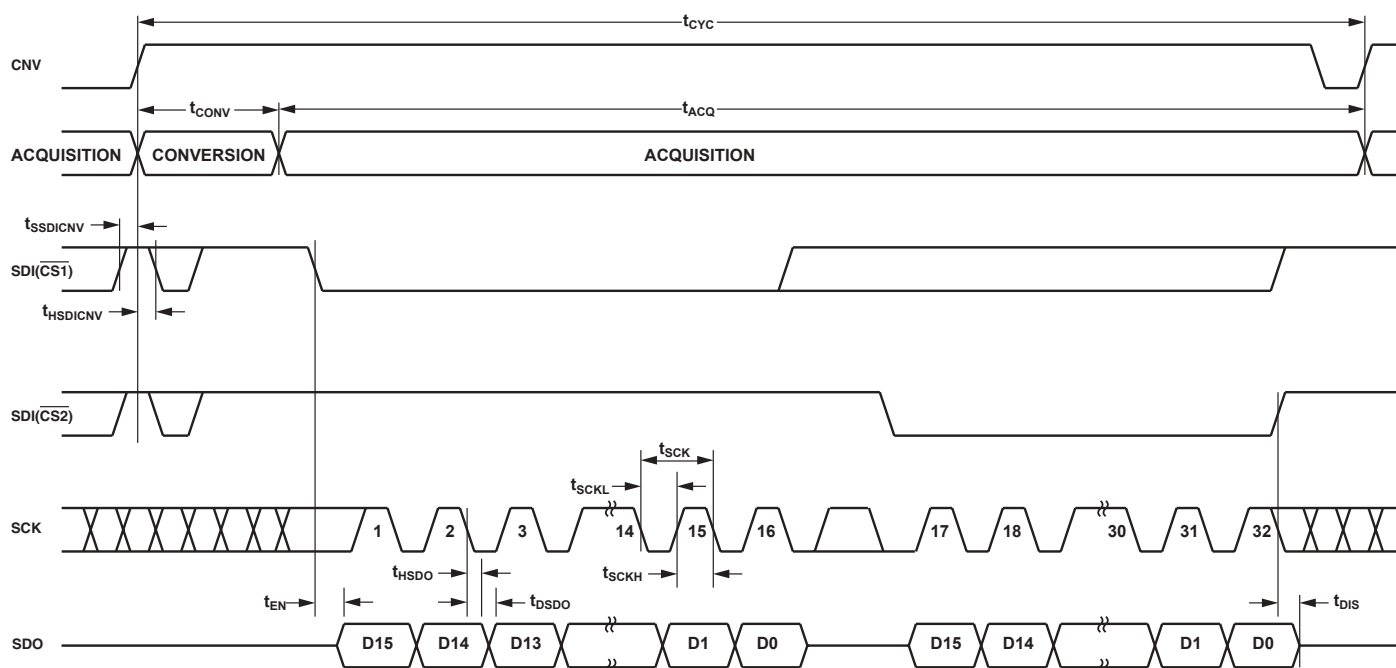 tCYC
CNV
tCONV
tACQ
ACQUISITION CONVERSION ACQUISITION
tSSDICNV
SDI(CS1)
tHSDICNV
SDI(CS2)
tSCK
tSCKL
SCK 1 2 3 14 15 16 17 18 30 31 32
tHSDO
tSCKH
tEN
tDSDO
tDIS
SDO D15 D14 D13 D1 D0 D15 D14 D1 D0